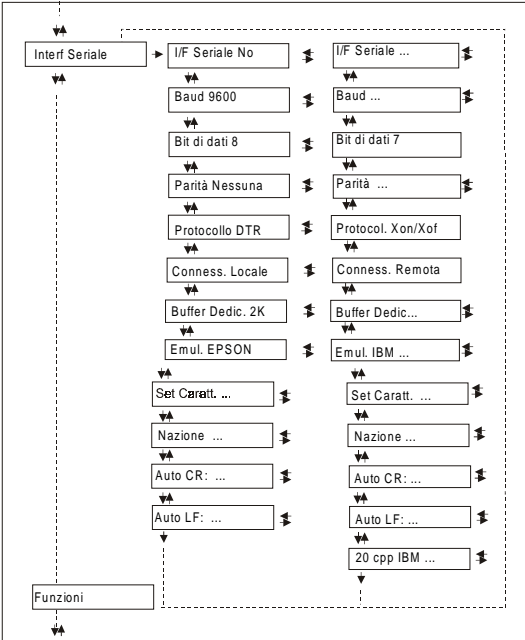 Interf Seriale
I/F Seriale No
I/F Seriale ...
Baud 9600
Baud ...
Bit di dati 8
Bit di dati 7
Parità Nessuna
Parità ...
Protocollo DTR
Protocol. Xon/Xof
Conness. Locale
Conness. Remota
Buffer Dedic. 2K
Buffer Dedic...
Emul. EPSON
Emul. IBM ...
Set Caratt. ...
Set Caratt. ...
Nazione ...
Nazione ...
Auto CR: ...
Auto CR: ...
Auto LF: ...
Auto LF: ...
20 cpp IBM ...
Funzioni